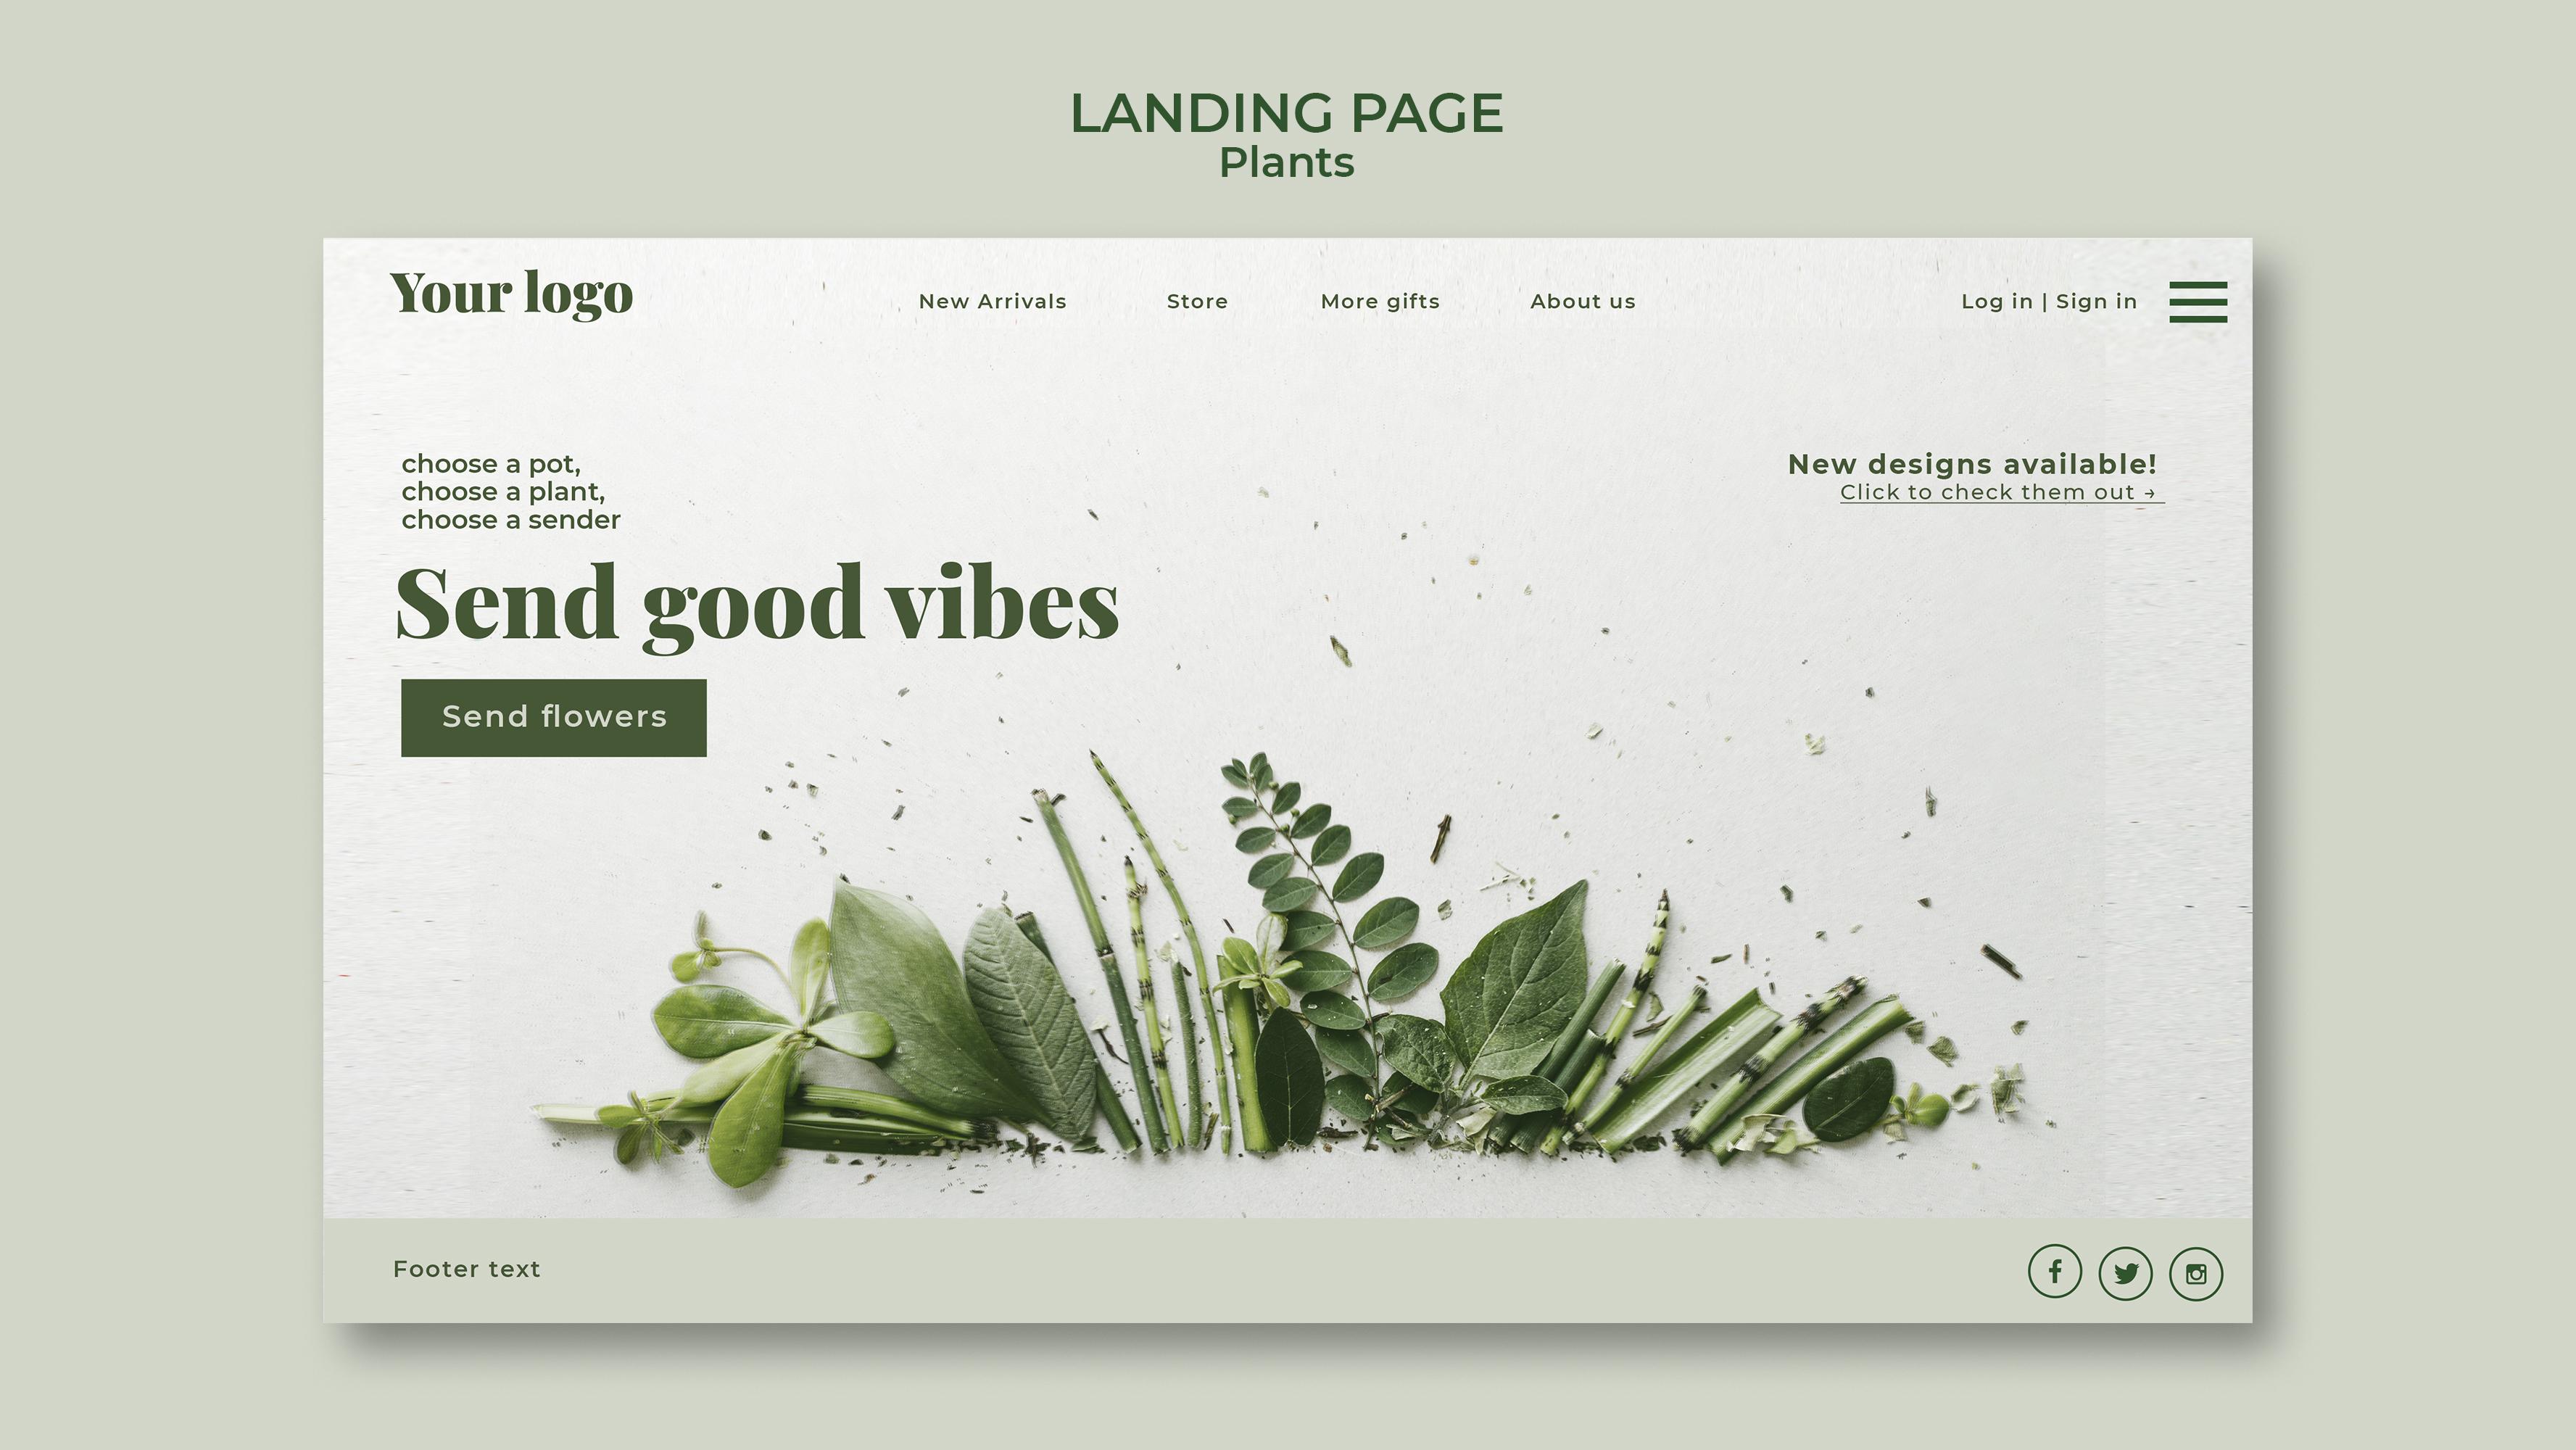 LANDING PAGE
Plants
Your logo
New Arrivals
Store
More gifts
About us
Log in | Sign in
choose a pot,
choose a plant,
choose a sender
New designs available!
Click to check them out →
Send good vibes
Send flowers
Footer text